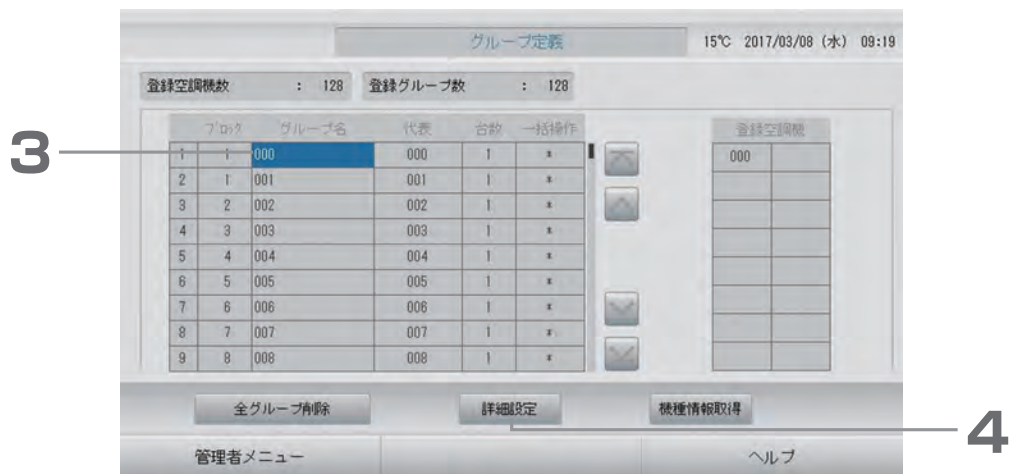 グループ定義 15℃ 2017/03/08 (水) 09:19
登録空調機数 : 128 登録グループ数 : 128
ブロック グループ名 代表 台数 一括操作 登録空調機
3
1 1 000 000 1 * 000
2 1 001 001 1 *
3 2 002 002 1 *
4 3 003 003 1 *
5 4 004 004 1 *
6 5 005 005 1 *
7 6 006 006 1 *
8 7 007 007 1 *
9 8 008 008 1 *
全グループ削除 詳細設定 機種情報取得
4
管理者メニュー ヘルプ